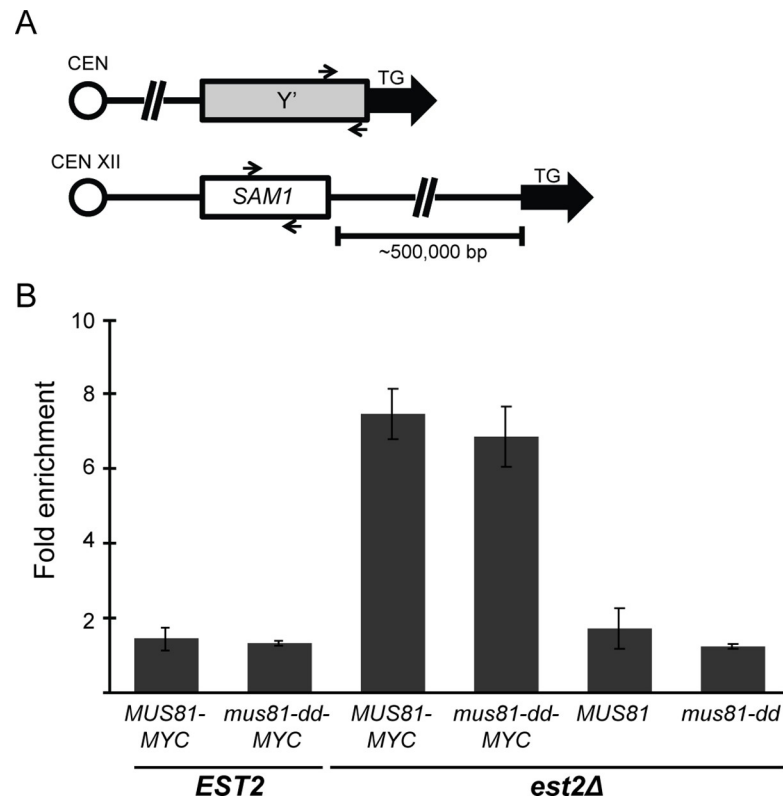 A
CEN
Y'
TG
CEN XII
SAM1
TG
~500,000 bp
B
Fold enrichment
10
8
6
4
2
MUS81-
MYC
mus81-dd-
MYC
MUS81-
MYC
mus81-dd-
MYC
MUS81
mus81-dd
EST2
est2Δ